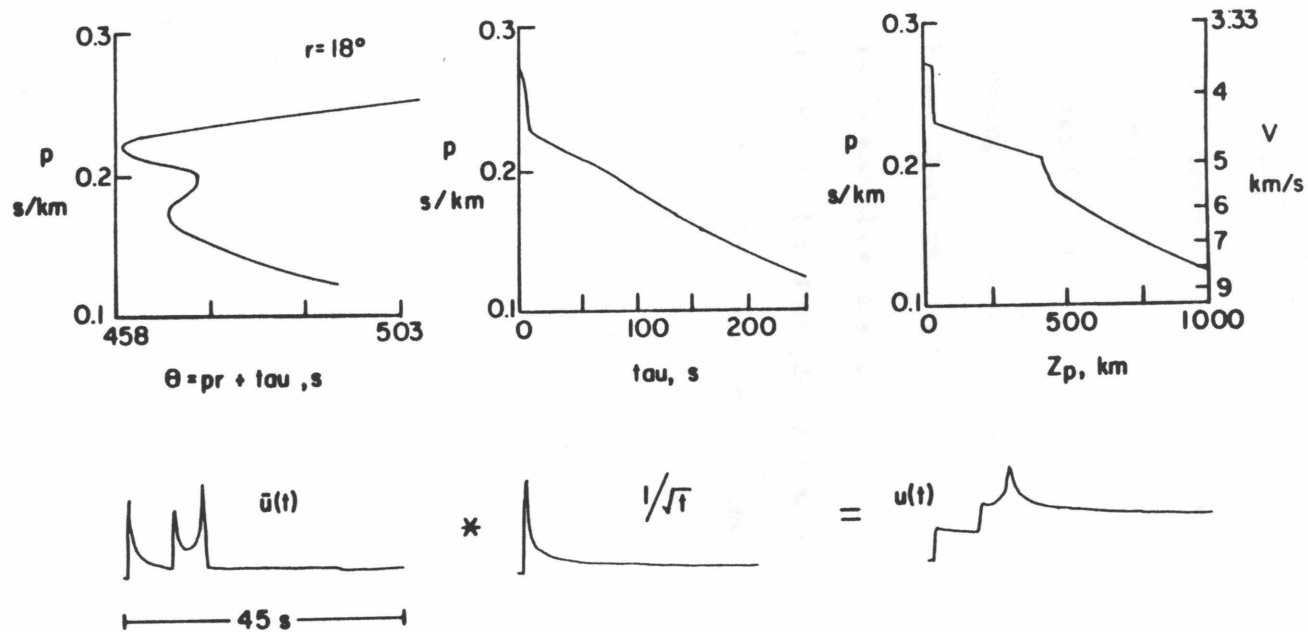 0.3
r = 18°
p
0.2
s/km
0.1
458
503
Θ = pr + tau , s
0.3
p
0.2
s/km
0.1
0
100
200
tau, s
0.3
p
0.2
s/km
0.1
0
500
1000
Zp, km
3.33
4
V
5
km/s
6
7
9
ū(t)
*
1/√t
=
u(t)
45 s